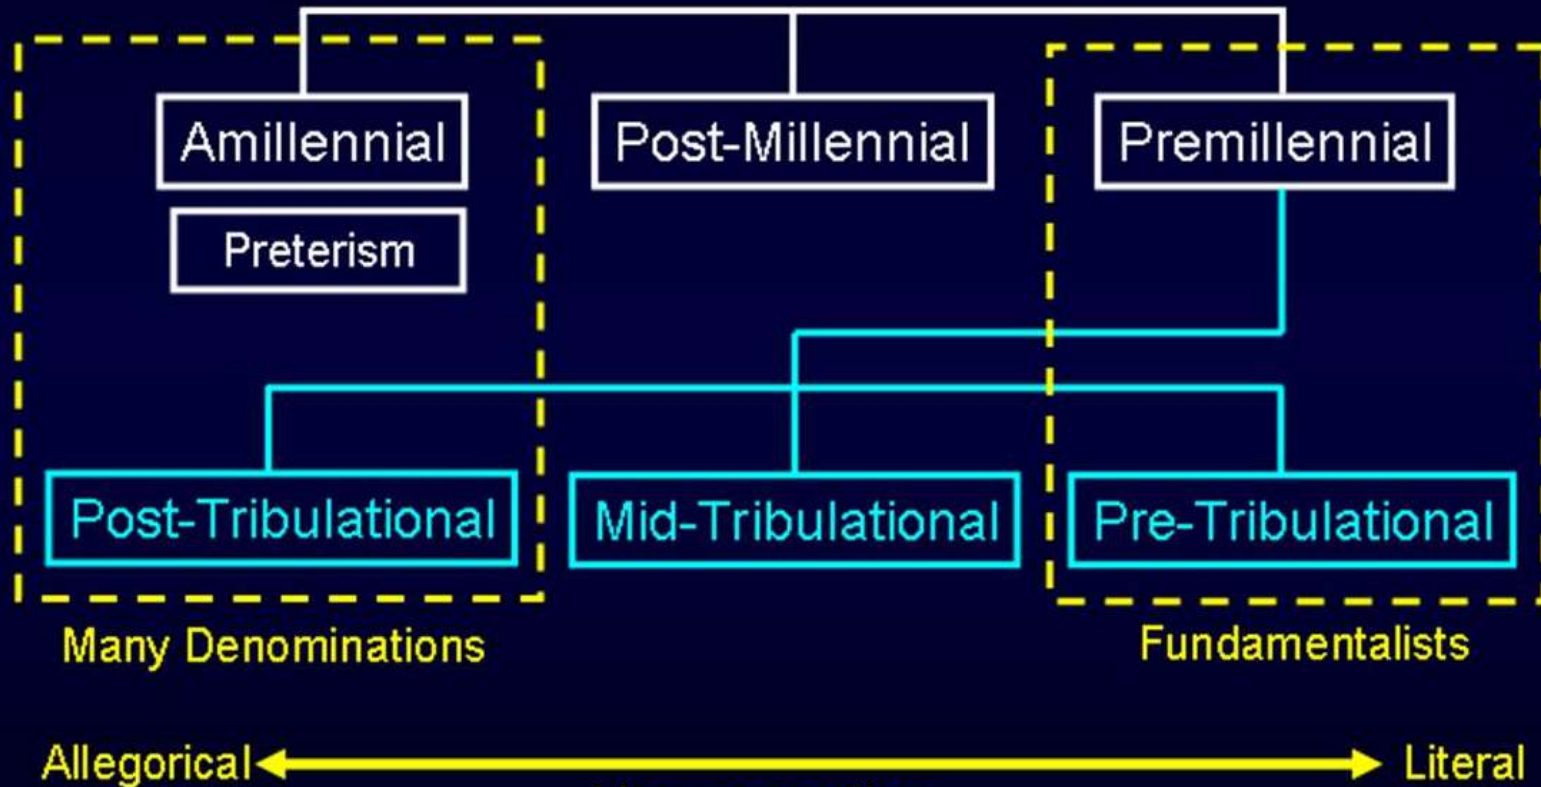 Amillennial
Post-Millennial
Premillennial
Preterism
Post-Tribulational
Mid-Tribulational
Pre-Tribulational
Many Denominations
Fundamentalists
Allegorical
Literal